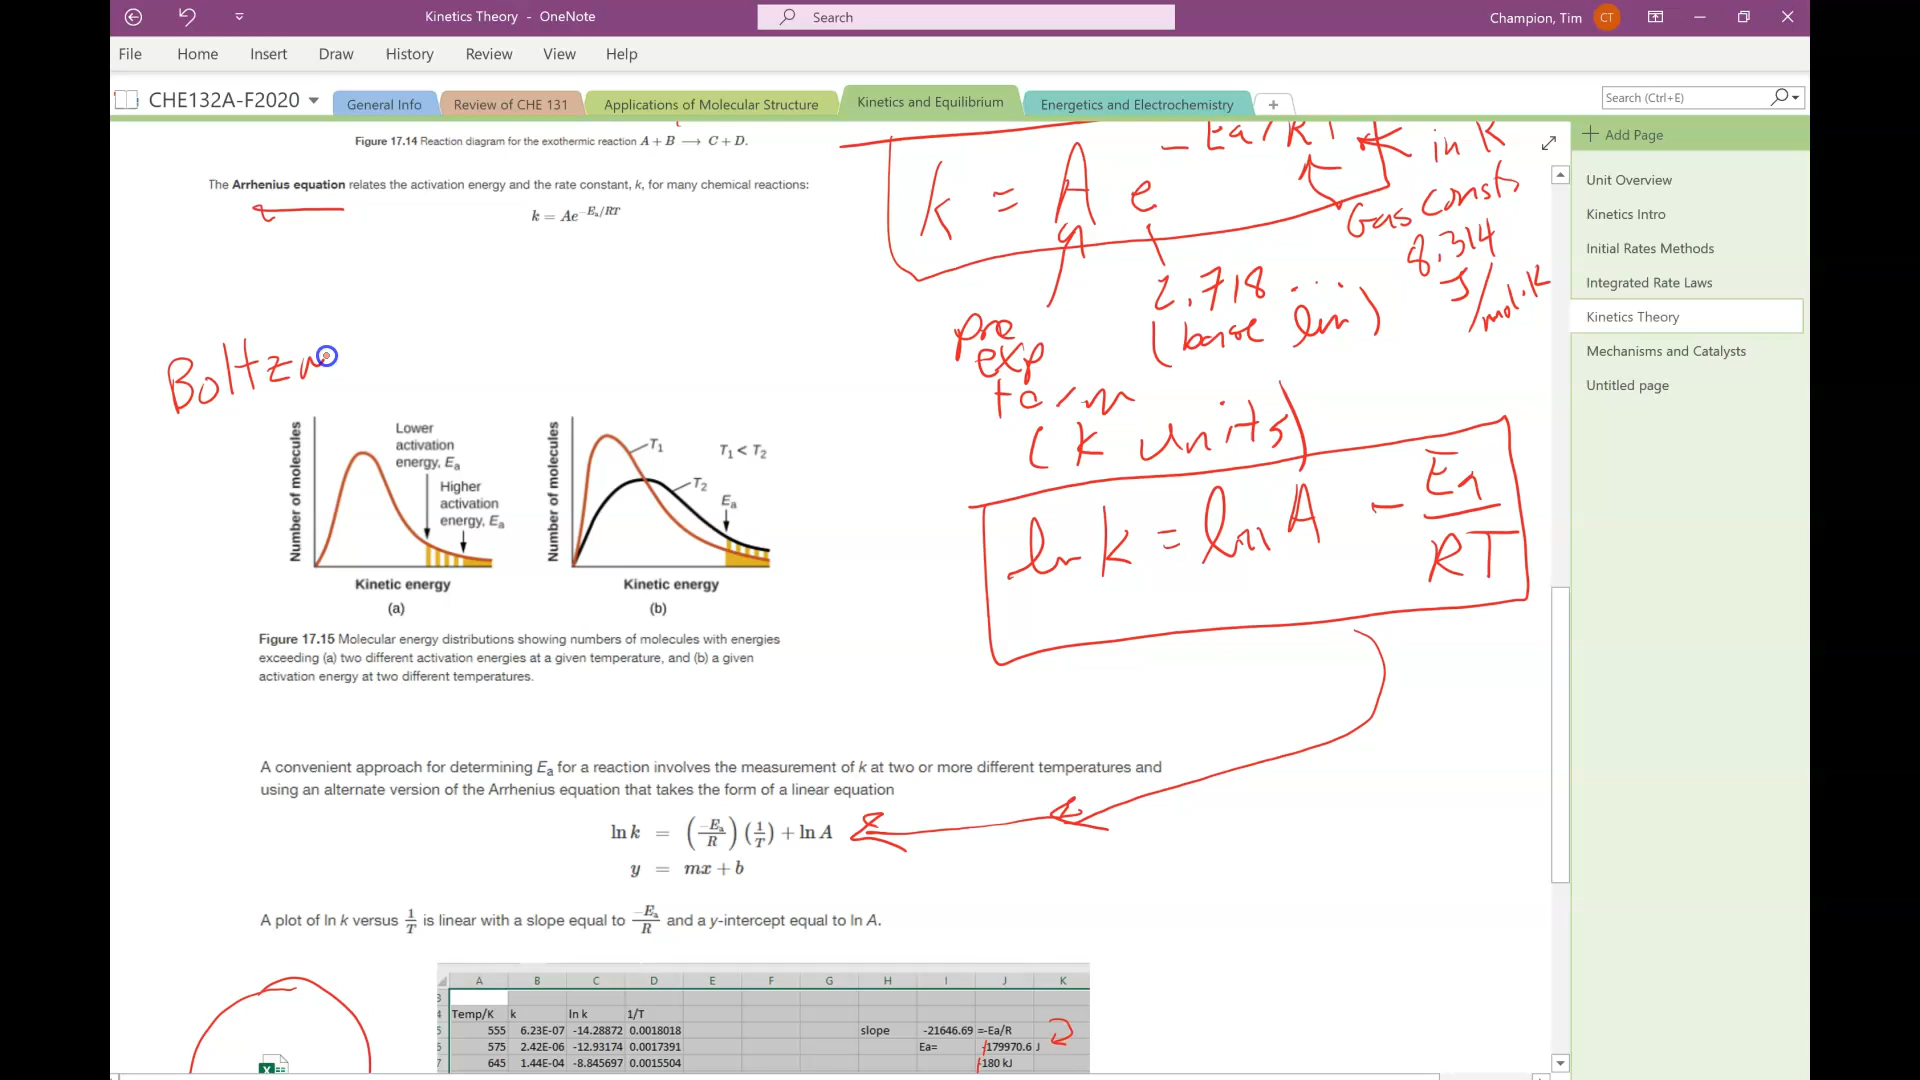 Kinetics Theory - OneNote
Search
Champion, Tim
CT
File Home Insert Draw History Review View Help
CHE132A-F2020
General Info
Review of CHE 131
Applications of Molecular Structure
Kinetics and Equilibrium
Energetics and Electrochemistry
+
Search (Ctrl+E)
Add Page
Unit Overview
Kinetics Intro
Initial Rates Methods
Integrated Rate Laws
Kinetics Theory
Mechanisms and Catalysts
Untitled page
Figure 17.14 Reaction diagram for the exothermic reaction A + B ⟶ C + D.
The Arrhenius equation relates the activation energy and the rate constant, k, for many chemical reactions:
k = Ae^−Ea/RT
k = A e^−Ea/RT
in K
Gas const
8.314
J/mol·K
2.718 ...
(base ln)
pre
exp
term
(k units)
ln k = ln A − Ea/RT
Boltzm
Number of molecules
Lower
activation
energy, Ea
Higher
activation
energy, Ea
Kinetic energy
(a)
Number of molecules
T1
T1 < T2
T2
Ea
Kinetic energy
(b)
Figure 17.15 Molecular energy distributions showing numbers of molecules with energies
exceeding (a) two different activation energies at a given temperature, and (b) a given
activation energy at two different temperatures.
A convenient approach for determining Ea for a reaction involves the measurement of k at two or more different temperatures and
using an alternate version of the Arrhenius equation that takes the form of a linear equation
ln k = (−Ea/R)(1/T) + ln A
y = mx + b
A plot of ln k versus 1/T is linear with a slope equal to −Ea/R and a y-intercept equal to ln A.
A B C D E F G H I J K
Temp/K k ln k 1/T
555 6.23E-07 -14.28872 0.0018018 slope -21646.69 =-Ea/R
575 2.42E-06 -12.93174 0.0017391 Ea= 179970.6 J
645 1.44E-04 -8.845697 0.0015504 180 kJ